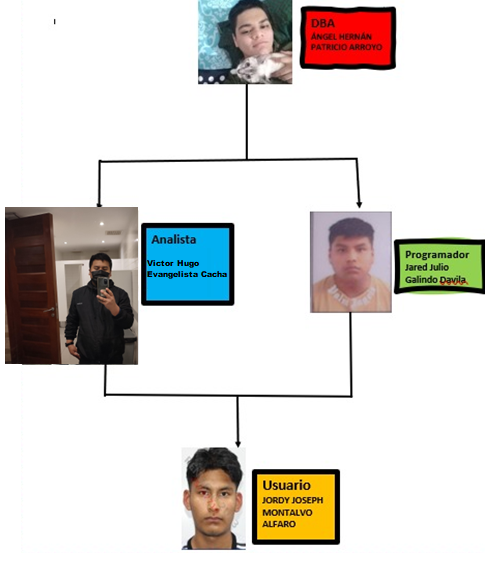 DBA
ÁNGEL HERNÁN
PATRICIO ARROYO
Analista
Victor Hugo
Evangelista Cacha
Programador
Jared Julio
Galindo Davila
Usuario
JORDY JOSEPH
MONTALVO
ALFARO